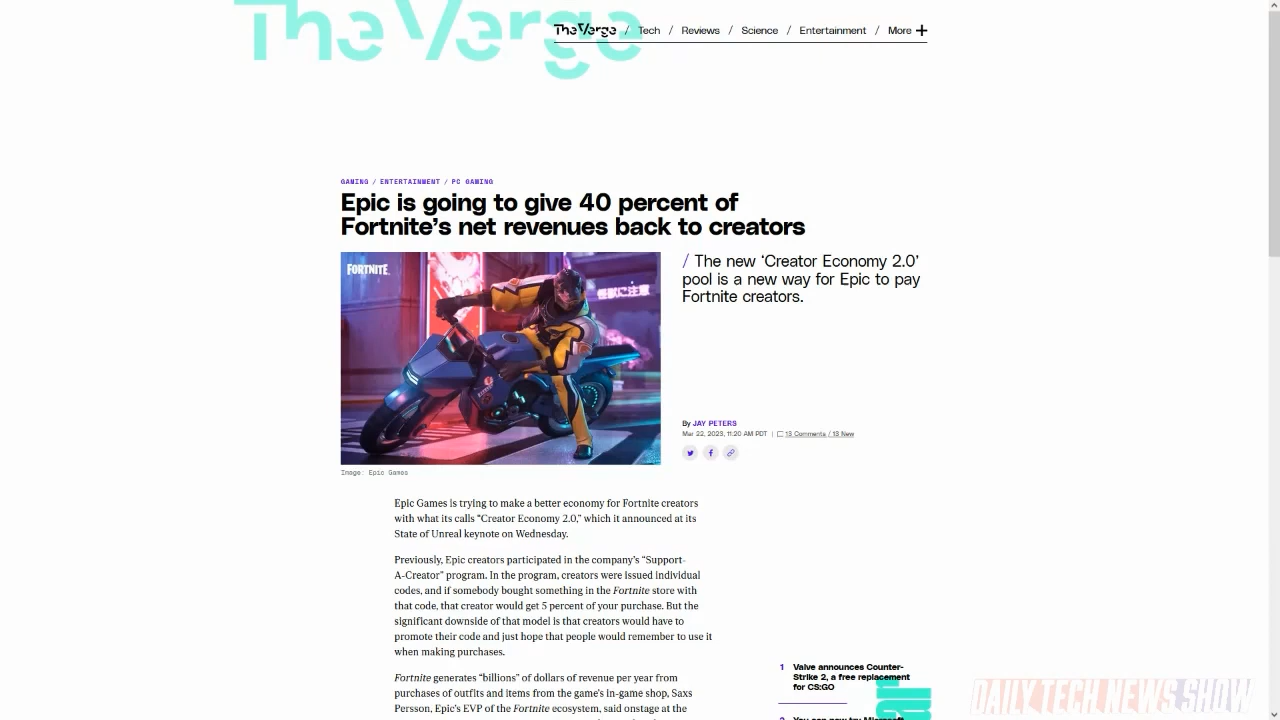 The Verge
TheVerge / Tech / Reviews / Science / Entertainment / More +
GAMING / ENTERTAINMENT / PC GAMING
Epic is going to give 40 percent of
Fortnite’s net revenues back to creators
FORTNITE
怪獣に注意
/ The new ‘Creator Economy 2.0’
pool is a new way for Epic to pay
Fortnite creators.
By JAY PETERS
Mar 22, 2023, 11:20 AM PDT | 13 Comments / 13 New
Image: Epic Games
Epic Games is trying to make a better economy for Fortnite creators
with what its calls “Creator Economy 2.0,” which it announced at its
State of Unreal keynote on Wednesday.
Previously, Epic creators participated in the company’s “Support-
A-Creator” program. In the program, creators were issued individual
codes, and if somebody bought something in the Fortnite store with
that code, that creator would get 5 percent of your purchase. But the
significant downside of that model is that creators would have to
promote their code and just hope that people would remember to use it
when making purchases.
Fortnite generates “billions” of dollars of revenue per year from
purchases of outfits and items from the game’s in-game shop, Saxs
Persson, Epic’s EVP of the Fortnite ecosystem, said onstage at the
1 Valve announces Counter-
Strike 2, a free replacement
for CS:GO
DAILY TECH NEWS SHOW